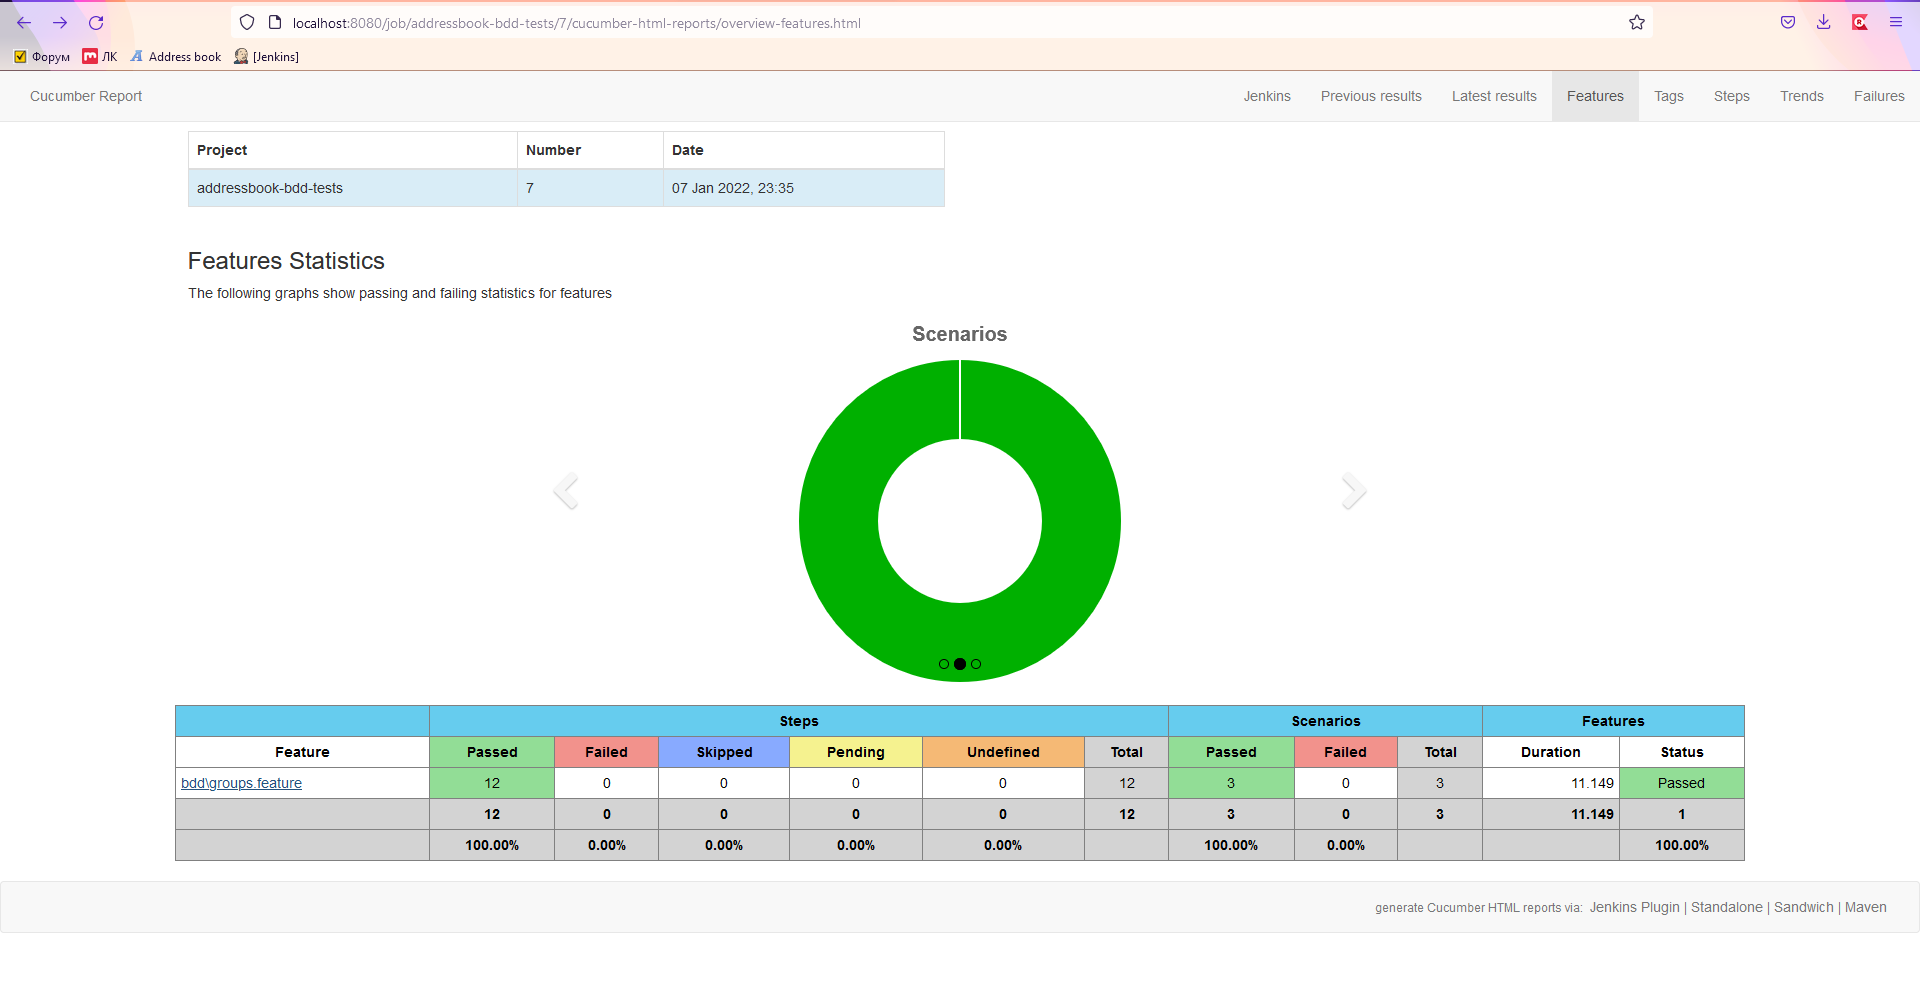 localhost:8080/job/addressbook-bdd-tests/7/cucumber-html-reports/overview-features.html
Форум ЛК Address book [Jenkins]
Cucumber Report Jenkins Previous results Latest results Features Tags Steps Trends Failures
Project Number Date
addressbook-bdd-tests 7 07 Jan 2022, 23:35
Features Statistics
The following graphs show passing and failing statistics for features
Scenarios
Steps Scenarios Features
Feature Passed Failed Skipped Pending Undefined Total Passed Failed Total Duration Status
bdd\groups.feature 12 0 0 0 0 12 3 0 3 11.149 Passed
12 0 0 0 0 12 3 0 3 11.149 1
100.00% 0.00% 0.00% 0.00% 0.00% 100.00% 0.00% 100.00%
generate Cucumber HTML reports via: Jenkins Plugin | Standalone | Sandwich | Maven